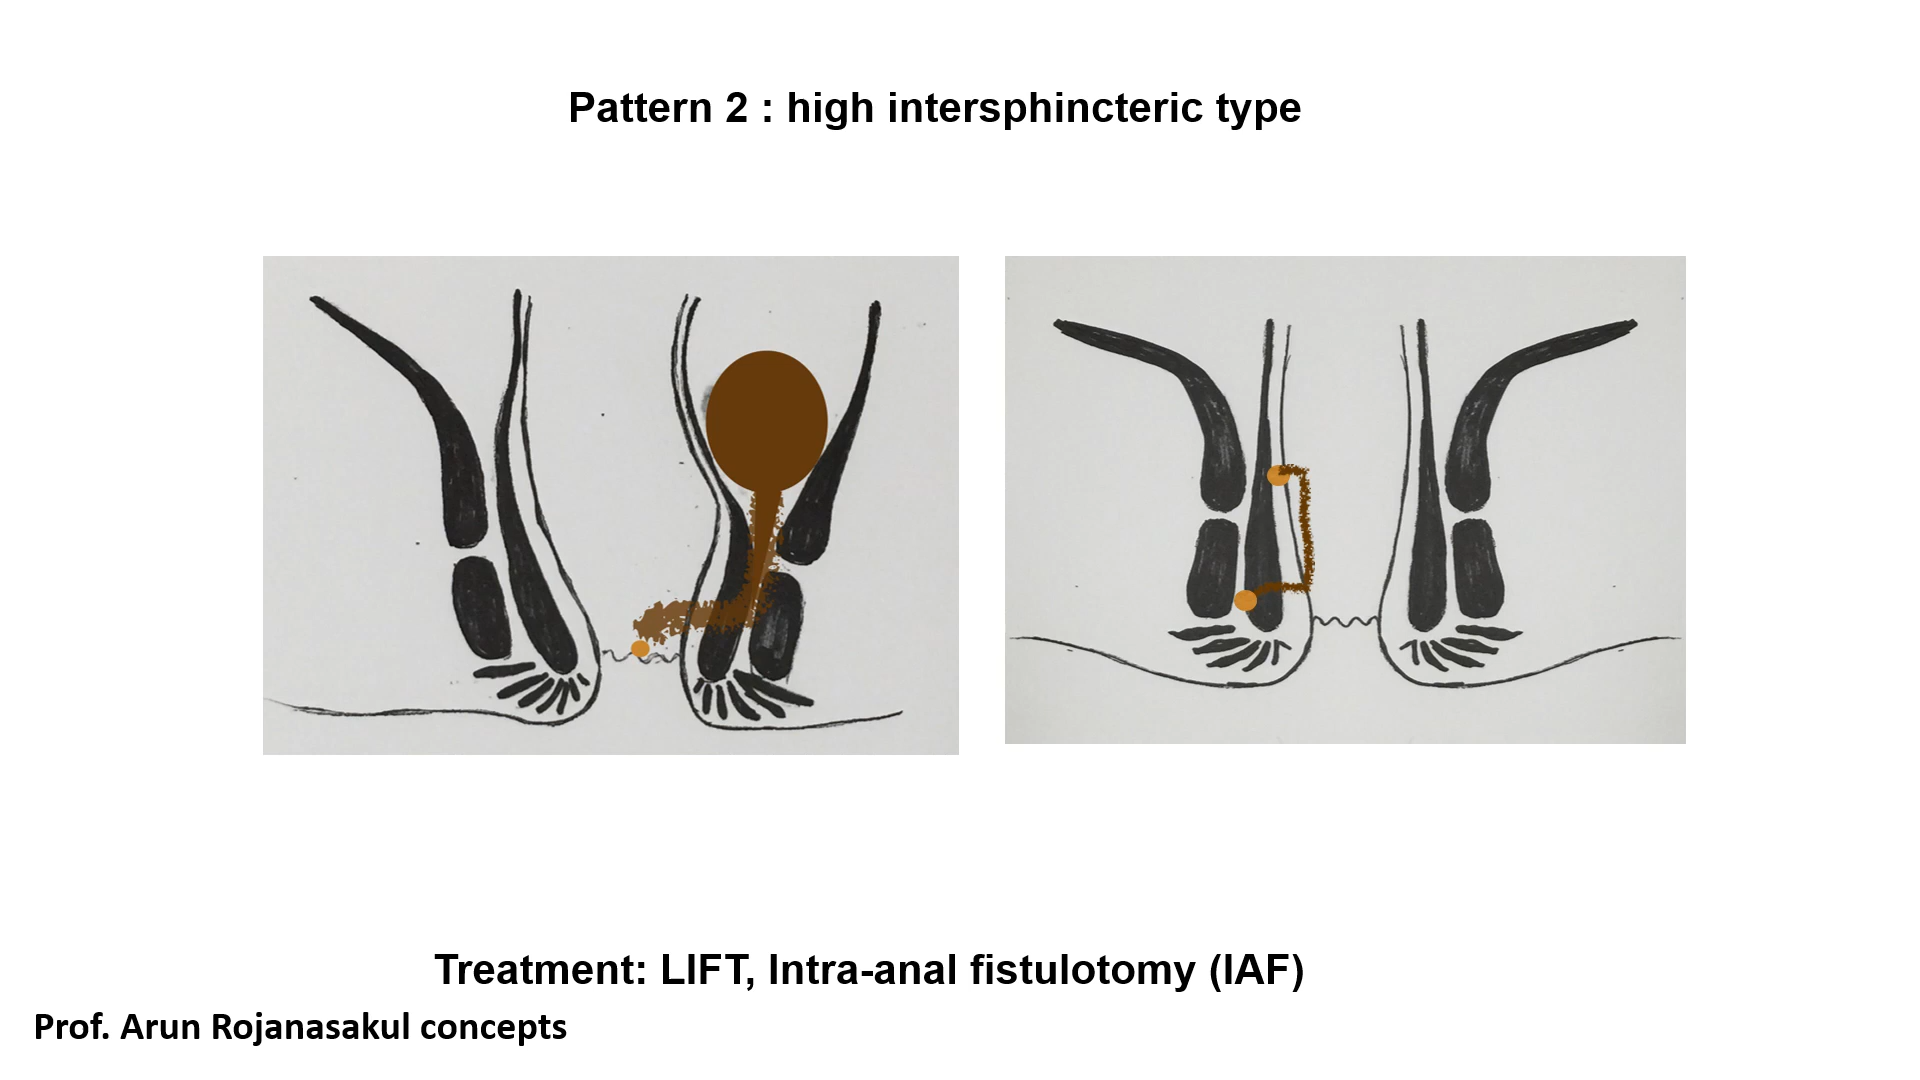 Pattern 2 : high intersphincteric type
Treatment: LIFT, Intra-anal fistulotomy (IAF)
Prof. Arun Rojanasakul concepts